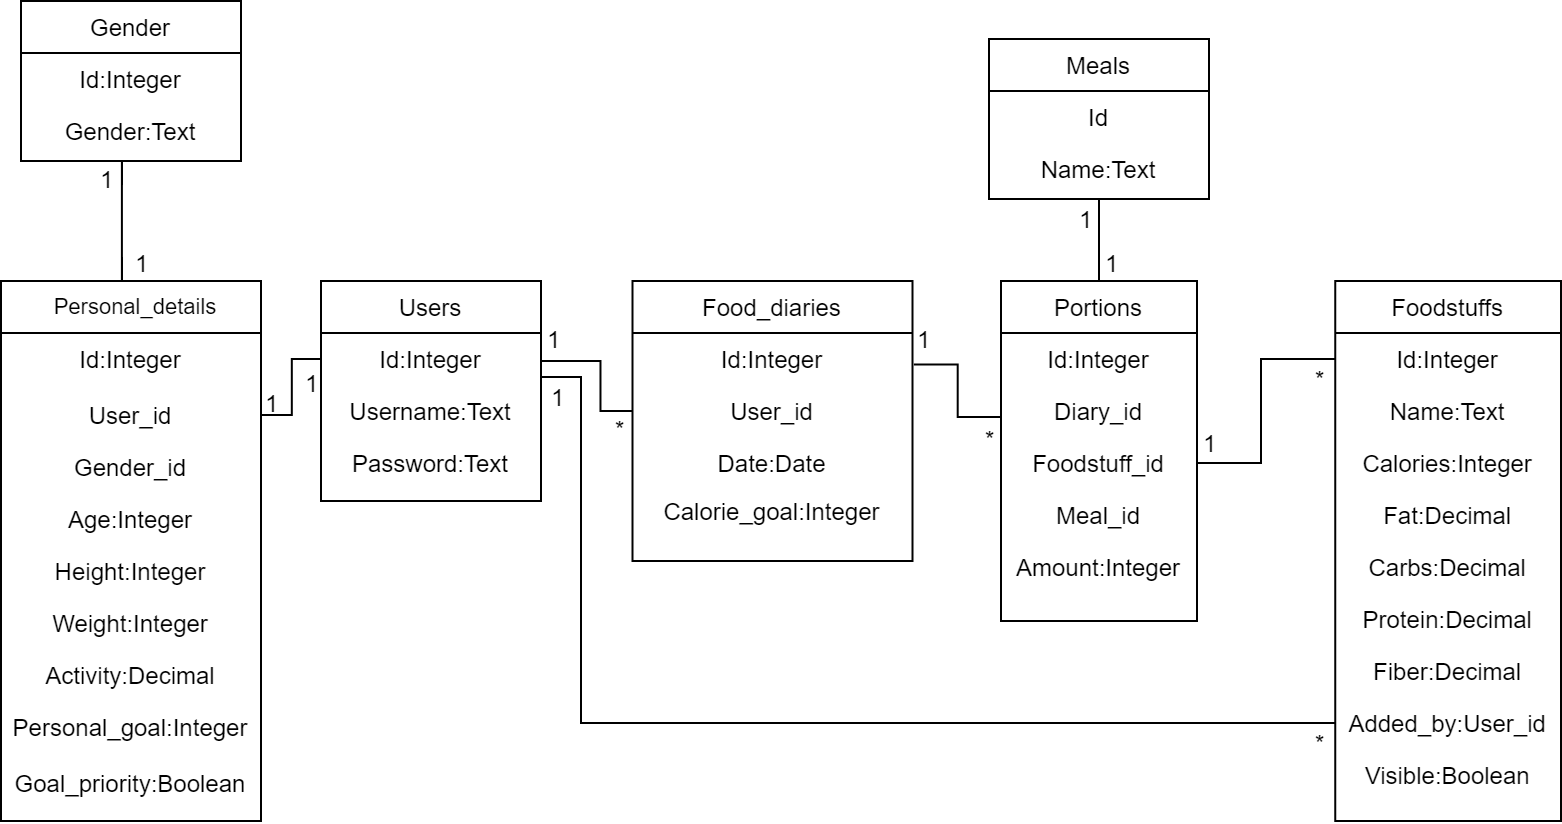 Gender
Id:Integer
Gender:Text
1
1
Meals
Id
Name:Text
1
1
Personal_details
Id:Integer
User_id
Gender_id
Age:Integer
Height:Integer
Weight:Integer
Activity:Decimal
Personal_goal:Integer
Goal_priority:Boolean
1
1
Users
Id:Integer
Username:Text
Password:Text
1
1
*
Food_diaries
Id:Integer
User_id
Date:Date
Calorie_goal:Integer
1
*
Portions
Id:Integer
Diary_id
Foodstuff_id
Meal_id
Amount:Integer
1
*
*
Foodstuffs
Id:Integer
Name:Text
Calories:Integer
Fat:Decimal
Carbs:Decimal
Protein:Decimal
Fiber:Decimal
Added_by:User_id
Visible:Boolean